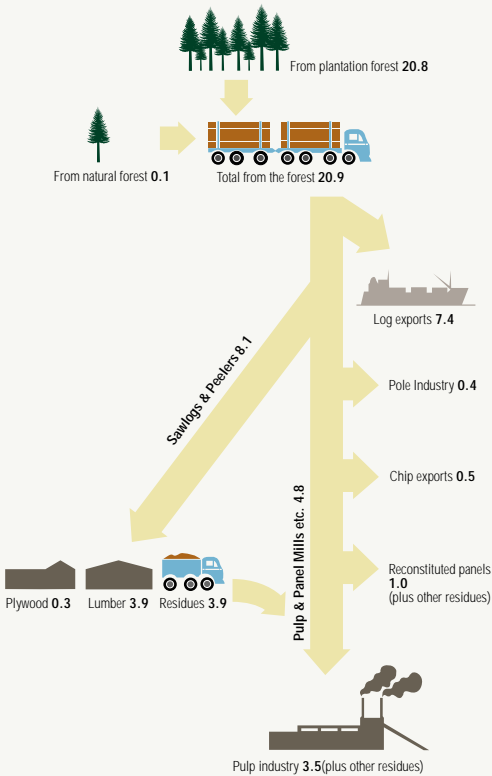 From plantation forest 20.8
From natural forest 0.1
Total from the forest 20.9
Log exports 7.4
Sawlogs & Peelers 8.1
Pole Industry 0.4
Chip exports 0.5
Pulp & Panel Mills etc. 4.8
Reconstituted panels
1.0
(plus other residues)
Plywood 0.3
Lumber 3.9
Residues 3.9
Pulp industry 3.5(plus other residues)